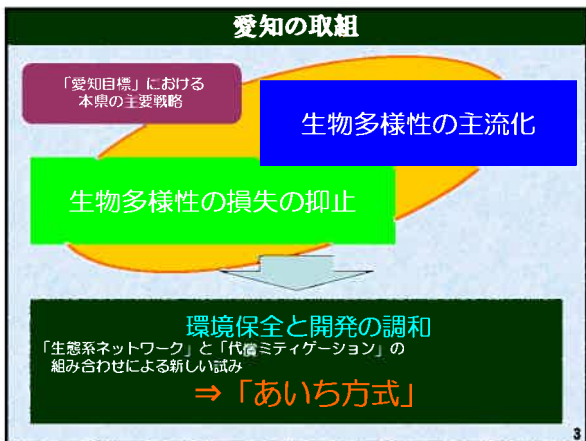 愛知の取組
「愛知目標」における
本県の主要戦略
生物多様性の主流化
生物多様性の損失の抑止
環境保全と開発の調和
「生態系ネットワーク」と「代償ミティゲーション」の
組み合わせによる新しい試み
⇒「あいち方式」
3